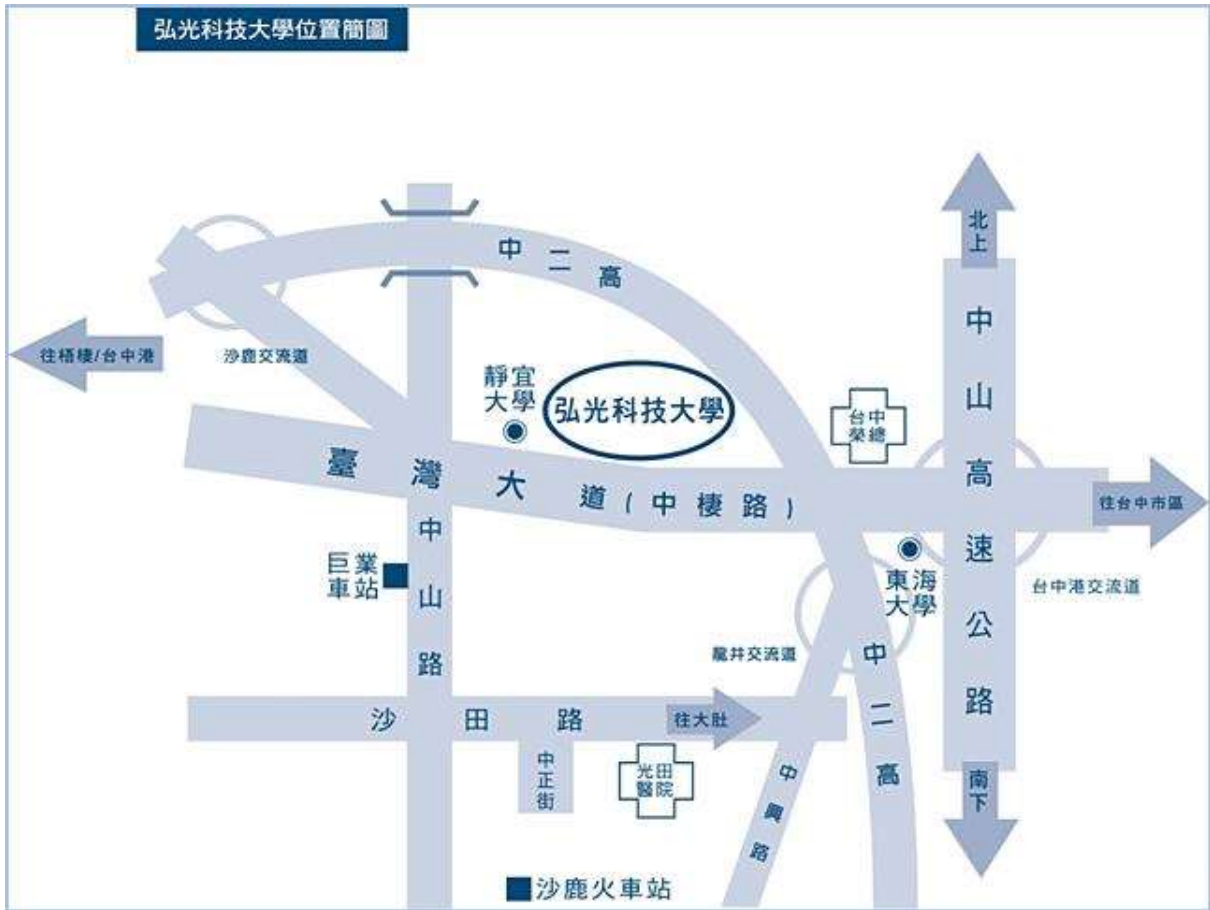 弘光科技大學位置簡圖
北上
中二高
中山高速公路
往梧棲/台中港
沙鹿交流道
靜宜
大學
弘光科技大學
台中
榮總
臺灣大道(中棲路)
往台中市區
中山路
巨業
車站
東海
大學
台中港交流道
龍井交流道
中二高
沙田路
往大肚
中正街
光田
醫院
中興路
南下
沙鹿火車站